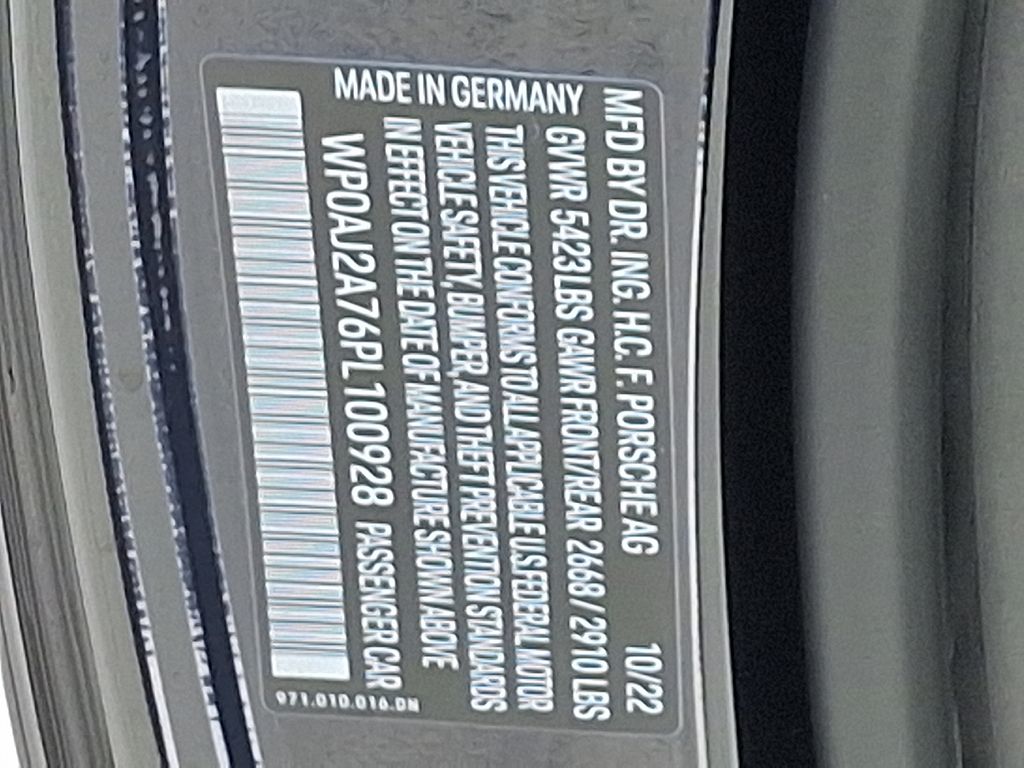 MFD BY DR. ING. H.C. F. PORSCHE AG 10/22
GVWR 5423 LBS GAWR FRONT/REAR 2668 / 2910 LBS
THIS VEHICLE CONFORMS TO ALL APPLICABLE US FEDERAL MOTOR
VEHICLE SAFETY, BUMPER, AND THEFT PREVENTION STANDARDS
IN EFFECT ON THE DATE OF MANUFACTURE SHOWN ABOVE
WP0AJ2A76PL100928 PASSENGER CAR
MADE IN GERMANY
971.010.016.DN